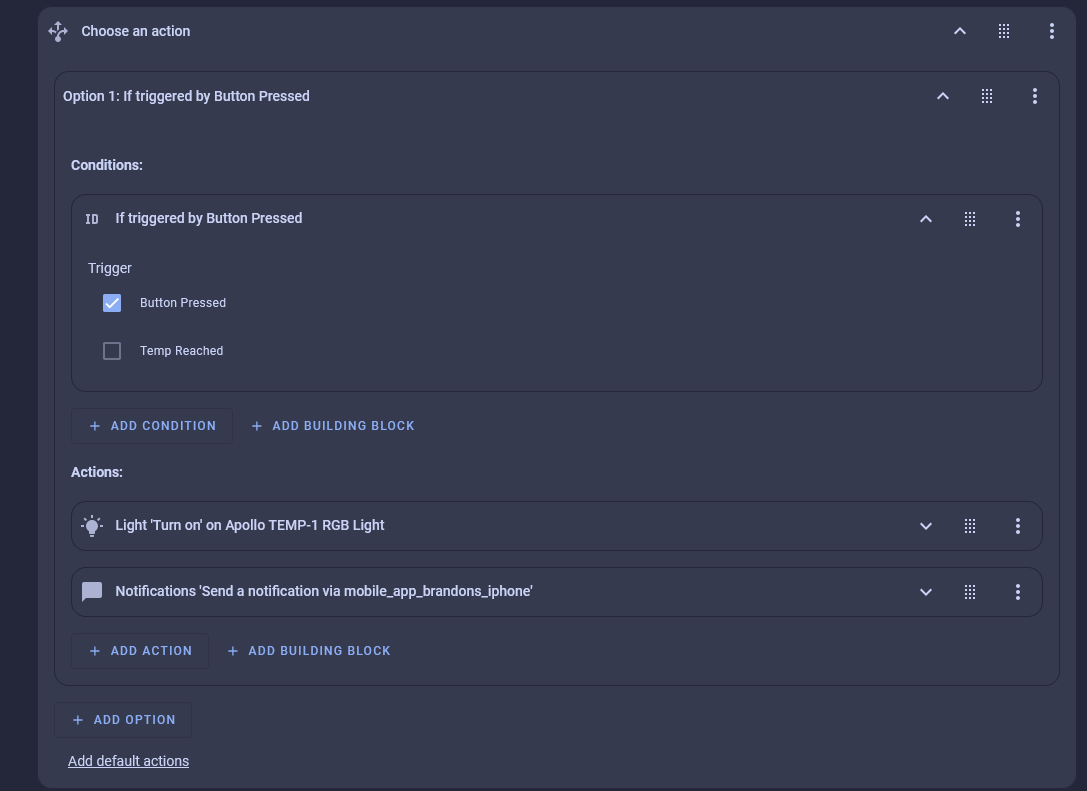 Choose an action
Option 1: If triggered by Button Pressed
Conditions:
ID If triggered by Button Pressed
Trigger
Button Pressed
Temp Reached
+ ADD CONDITION + ADD BUILDING BLOCK
Actions:
Light 'Turn on' on Apollo TEMP-1 RGB Light
Notifications 'Send a notification via mobile_app_brandons_iphone'
+ ADD ACTION + ADD BUILDING BLOCK
+ ADD OPTION
Add default actions